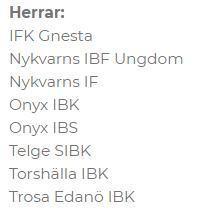 Herrar:
IFK Gnesta
Nykvarns IBF Ungdom
Nykvarns IF
Onyx IBK
Onyx IBS
Telge SIBK
Torshälla IBK
Trosa Edanö IBK